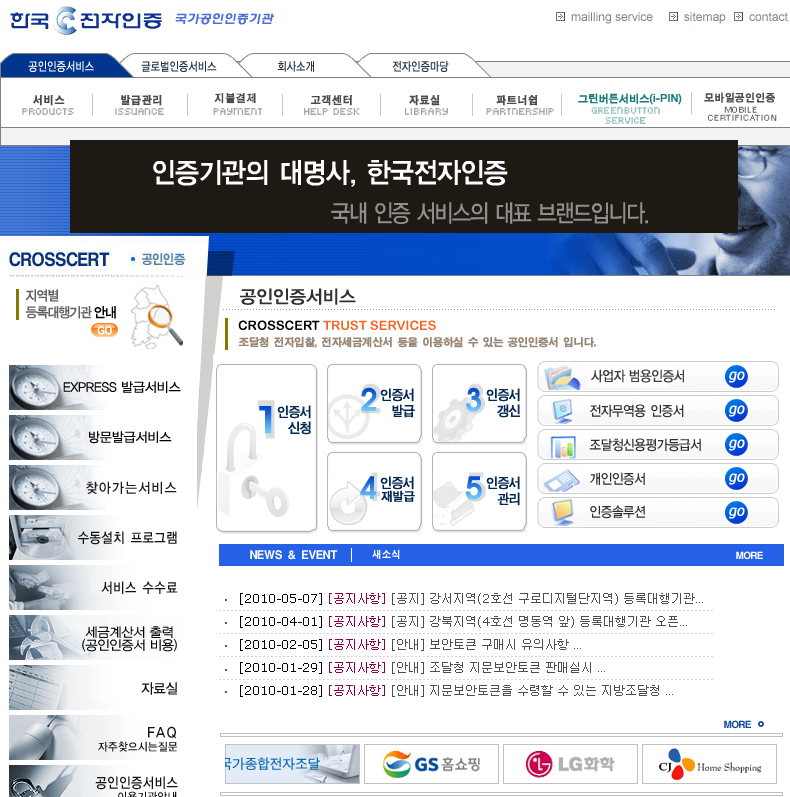 한국전자인증 국가공인인증기관
mailling service sitemap contact
공인인증서비스 글로벌인증서비스 회사소개 전자인증마당
서비스 발급관리 지불결제 고객센터 자료실 파트너쉽 그린버튼서비스(i-PIN) 모바일공인인증
PRODUCTS ISSUANCE PAYMENT HELP DESK LIBRARY PARTNERSHIP GREENBUTTON SERVICE MOBILE CERTIFICATION
인증기관의 대명사, 한국전자인증
국내 인증 서비스의 대표 브랜드입니다.
CROSSCERT 공인인증
지역별
등록대행기관 안내
GO
EXPRESS 발급서비스
방문발급서비스
찾아가는서비스
수동설치 프로그램
서비스 수수료
세금계산서 출력
(공인인증서 비용)
자료실
FAQ
자주찾으시는질문
공인인증서비스
이용기관안내
공인인증서비스
CROSSCERT TRUST SERVICES
조달청 전자입찰, 전자세금계산서 등을 이용하실 수 있는 공인인증서 입니다.
1 인증서 신청
2 인증서 발급
3 인증서 갱신
4 인증서 재발급
5 인증서 관리
사업자 범용인증서 go
전자무역용 인증서 go
조달청신용평가등급서 go
개인인증서 go
인증솔루션 go
NEWS & EVENT 새소식 MORE
[2010-05-07] [공지사항] [공지] 강서지역(2호선 구로디지털단지역) 등록대행기관...
[2010-04-01] [공지사항] [공지] 강북지역(4호선 명동역 앞) 등록대행기관 오픈...
[2010-02-05] [공지사항] [안내] 보안토큰 구매시 유의사항 ...
[2010-01-29] [공지사항] [안내] 조달청 지문보안토큰 판매실시 ...
[2010-01-28] [공지사항] [안내] 지문보안토큰을 수령할 수 있는 지방조달청 ...
MORE
국가종합전자조달 GS홈쇼핑 LG화학 CJ Home Shopping